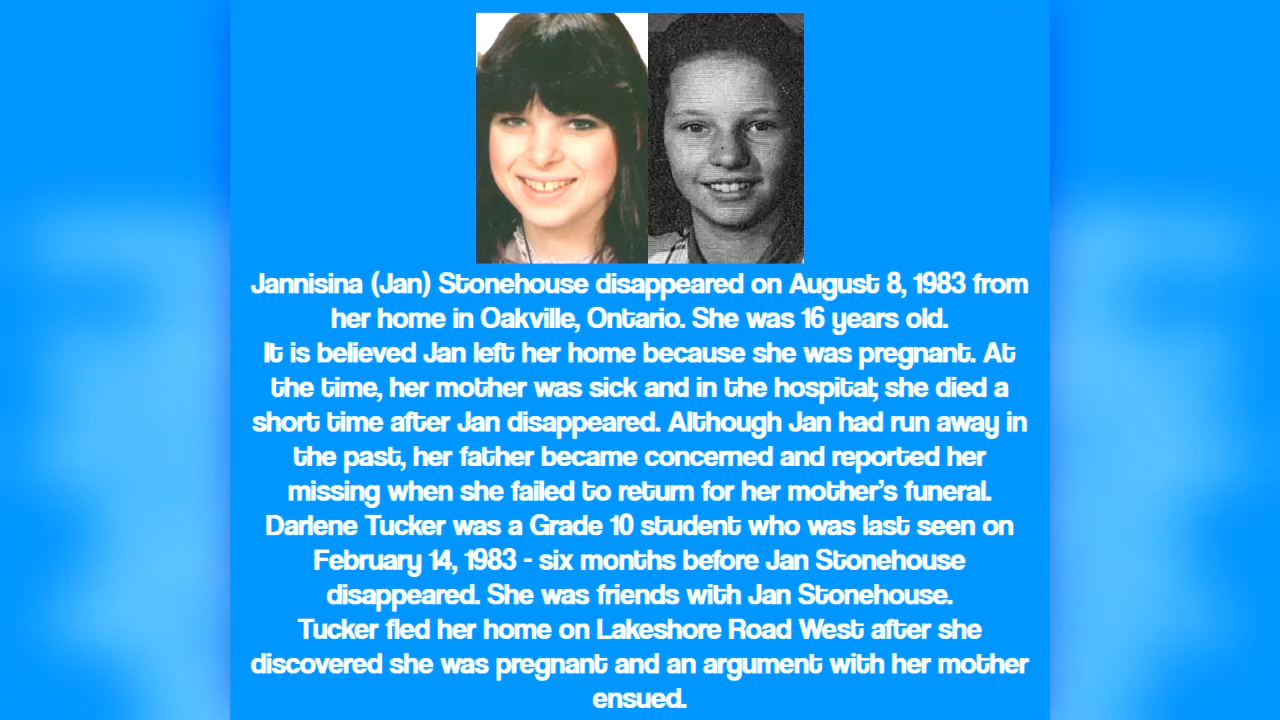 Jannisina (Jan) Stonehouse disappeared on August 8, 1983 from
her home in Oakville, Ontario. She was 16 years old.
It is believed Jan left her home because she was pregnant. At
the time, her mother was sick and in the hospital; she died a
short time after Jan disappeared. Although Jan had run away in
the past, her father became concerned and reported her
missing when she failed to return for her mother's funeral.
Darlene Tucker was a Grade 10 student who was last seen on
February 14, 1983 - six months before Jan Stonehouse
disappeared. She was friends with Jan Stonehouse.
Tucker fled her home on Lakeshore Road West after she
discovered she was pregnant and an argument with her mother
ensued.